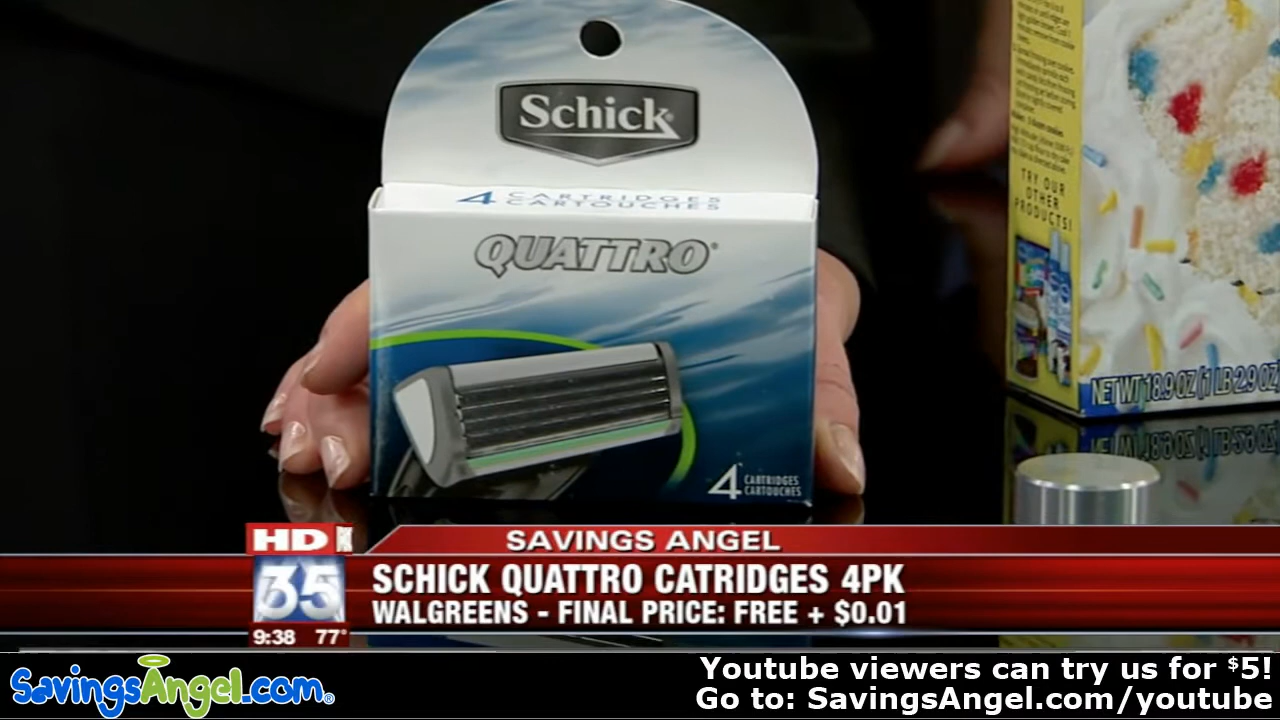 Schick
4 CARTRIDGES
CARTOUCHES
QUATTRO
4 CARTRIDGES
CARTOUCHES
TRY OUR
OTHER
PRODUCTS!
NET WT 18.9 OZ (1 LB 2.9 OZ
HD
SAVINGS ANGEL
35
SCHICK QUATTRO CATRIDGES 4PK
WALGREENS - FINAL PRICE: FREE + $0.01
9:38 77°
SavingsAngel.com®
Youtube viewers can try us for $5!
Go to: SavingsAngel.com/youtube